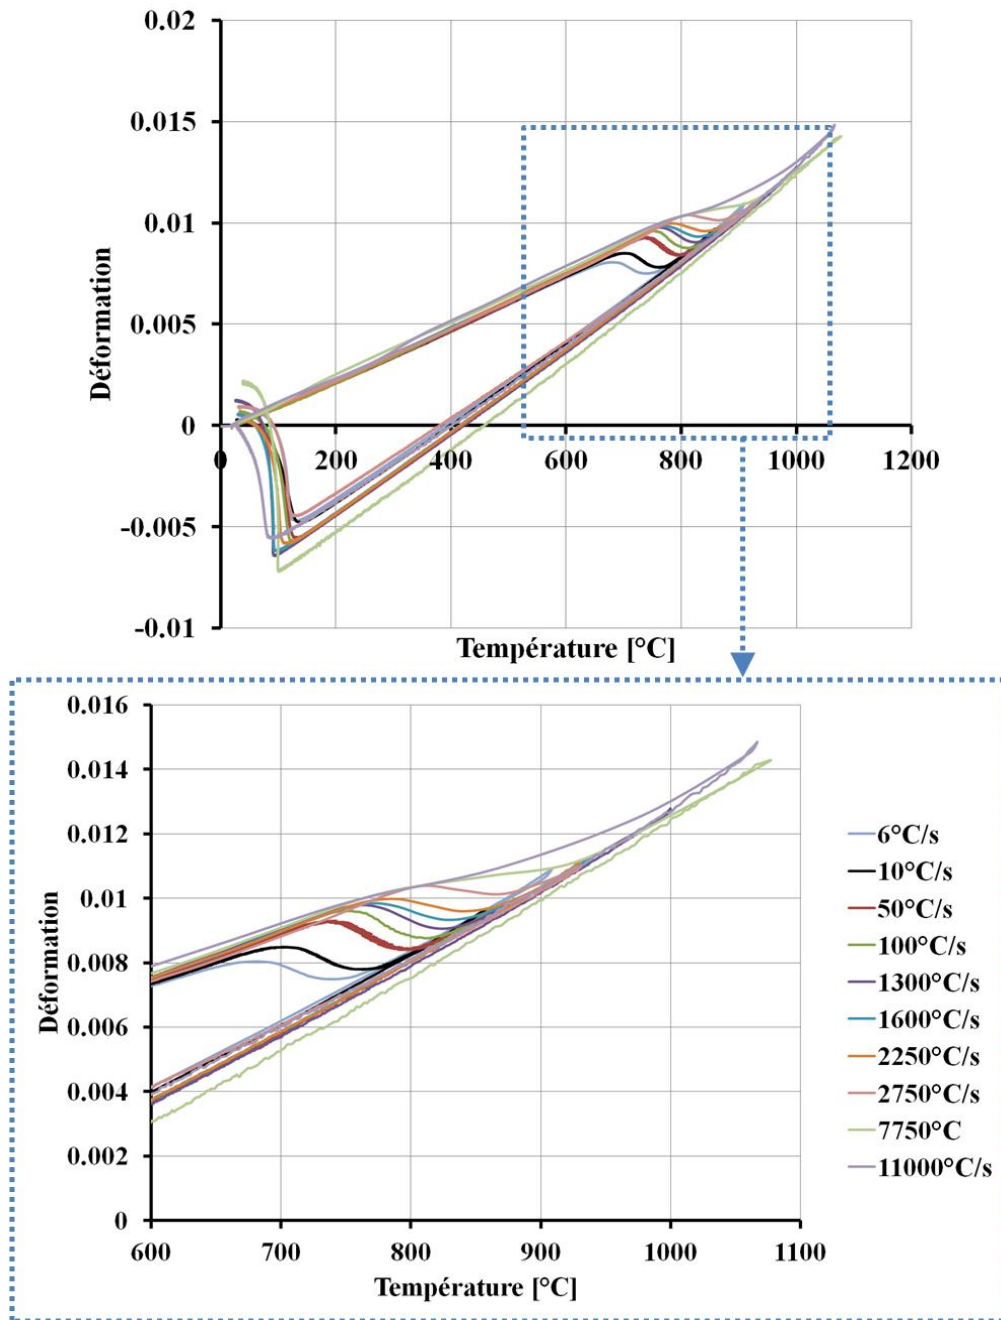 0.02
0.015
0.01
0.005
0
-0.005
-0.01
0 200 400 600 800 1000 1200
Déformation
Température [°C]
0.016
0.014
0.012
0.01
0.008
0.006
0.004
0.002
0
600 700 800 900 1000 1100
Déformation
Température [°C]
6°C/s
10°C/s
50°C/s
100°C/s
1300°C/s
1600°C/s
2250°C/s
2750°C/s
7750°C
11000°C/s